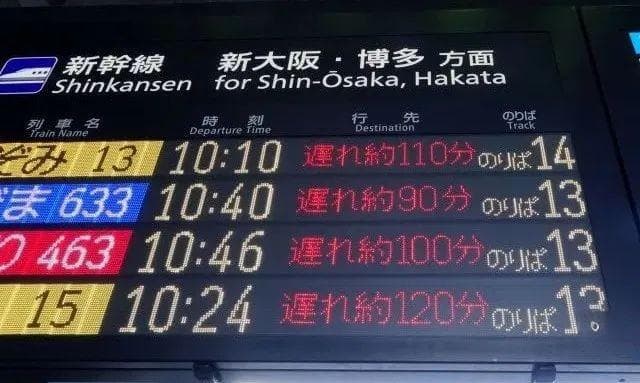 新幹線 新大阪・博多 方面
Shinkansen for Shin-Ōsaka, Hakata
列車名 時刻 行先 のりば
Train Name Departure Time Destination Track
ぞみ 13 10:10 遅れ約110分 のりば 14
だま 633 10:40 遅れ約90分 のりば 13
463 10:46 遅れ約100分 のりば 13
15 10:24 遅れ約120分 のりば